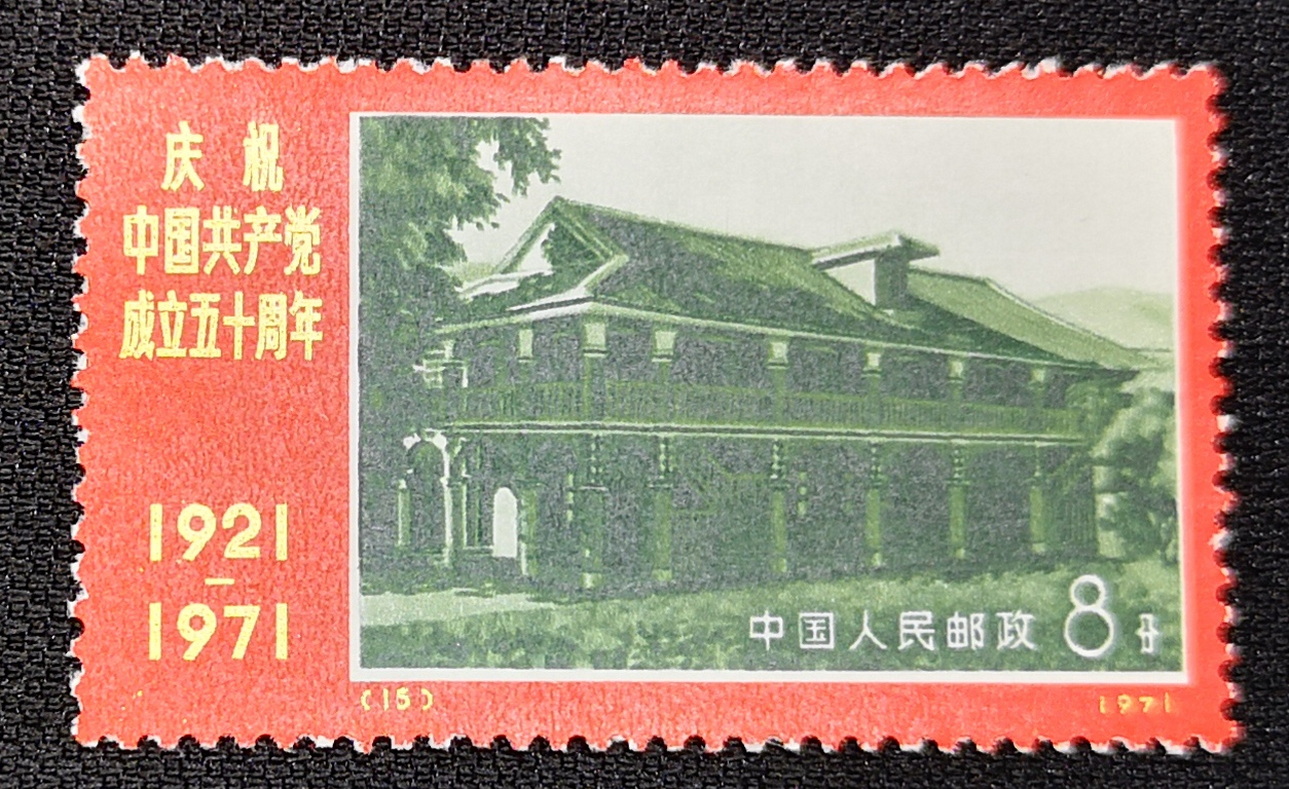 庆祝
中国共产党
成立五十周年
1921
—
1971
中国人民邮政 8分
(15)
1971